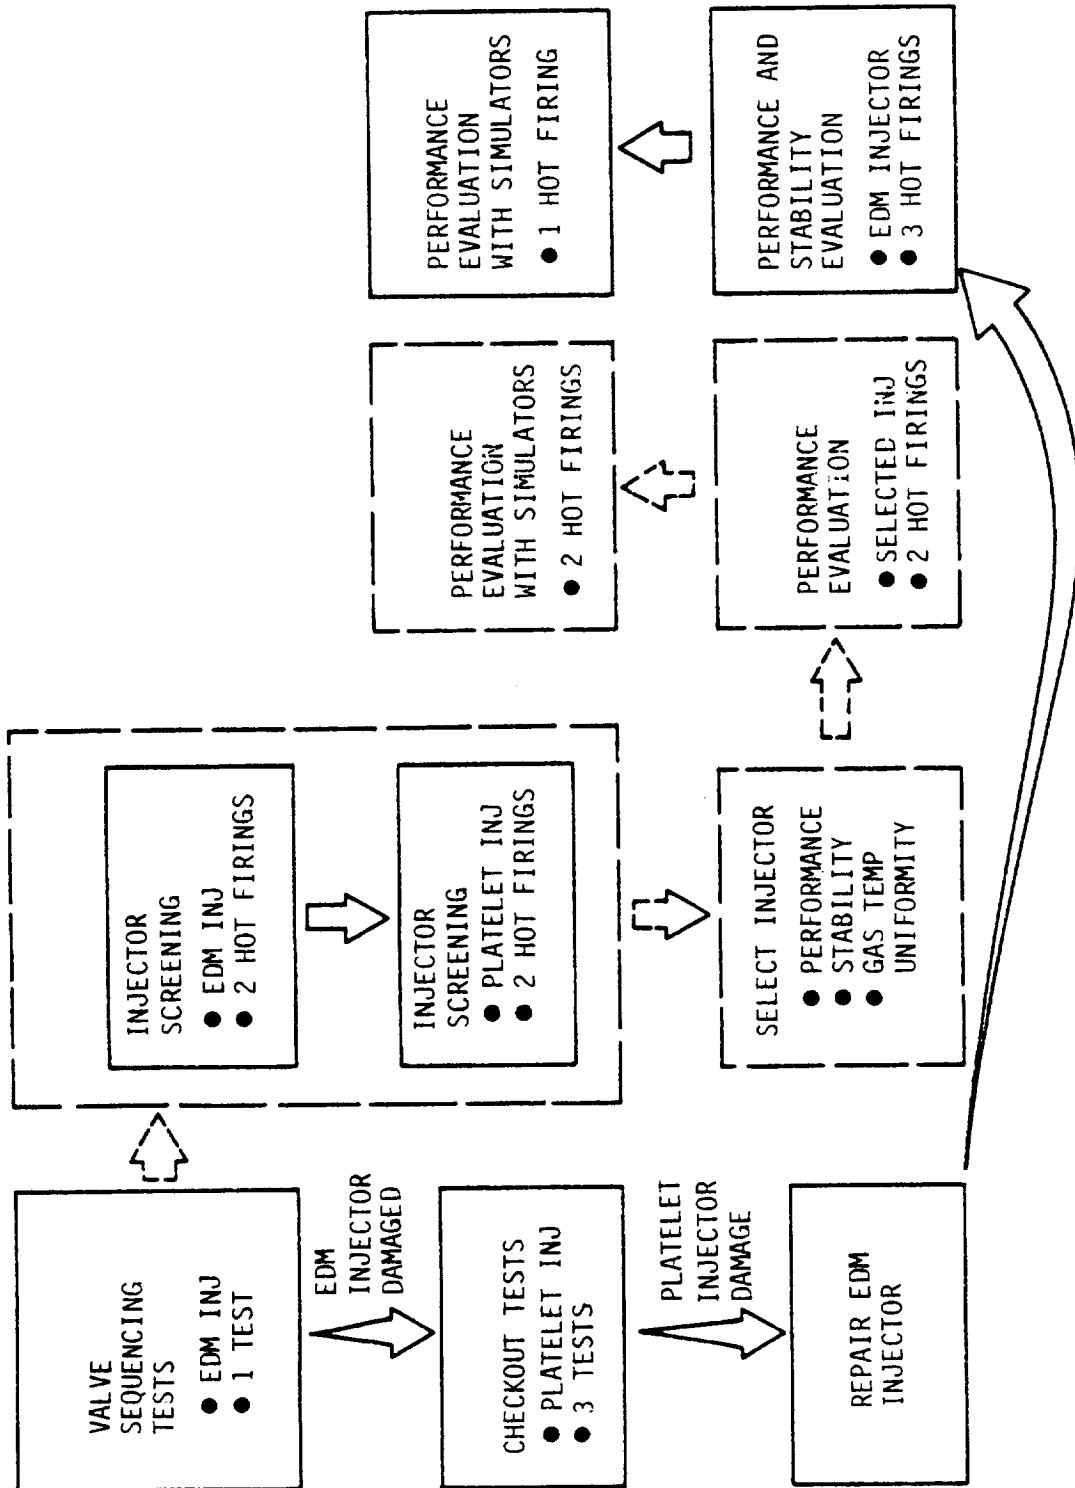 VALVE
SEQUENCING
TESTS
● EDM INJ
● 1 TEST
EDM
INJECTOR
DAMAGED
CHECKOUT TESTS
● PLATELET INJ
● 3 TESTS
PLATELET
INJECTOR
DAMAGE
REPAIR EDM
INJECTOR
INJECTOR
SCREENING
● EDM INJ
● 2 HOT FIRINGS
INJECTOR
SCREENING
● PLATELET INJ
● 2 HOT FIRINGS
SELECT INJECTOR
● PERFORMANCE
● STABILITY
● GAS TEMP
UNIFORMITY
PERFORMANCE
EVALUATION
WITH SIMULATORS
● 2 HOT FIRINGS
PERFORMANCE
EVALUATION
● SELECTED INJ
● 2 HOT FIRINGS
PERFORMANCE
EVALUATION
WITH SIMULATORS
● 1 HOT FIRING
PERFORMANCE AND
STABILITY
EVALUATION
● EDM INJECTOR
● 3 HOT FIRINGS